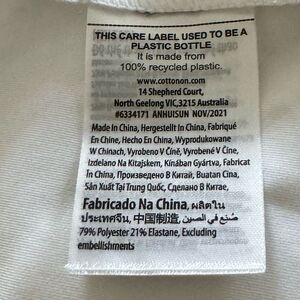 THIS CARE LABEL USED TO BE A
PLASTIC BOTTLE
It is made from
100% recycled plastic.
www.cottonon.com
14 Shepherd Court,
North Geelong VIC,3215 Australia
#6334171 ANHUISUN NOV/2021
Made In China, Hergestellt In China, Fabriqué
En Chine, Hecho En China, Wyprodukowane
W Chinach, Vyrobeno V Číně, Vyrobené V Číne,
Izdelano Na Kitajskem, Kínában Gyártva, Fabricat
În China, Произведено В Китай, Buatan Cina,
Sản Xuất Tại Trung Quốc, Сделано В Китае,
Fabricado Na China, ผลิตใน
ประเทศจีน, 中国制造, صنع في الصين
79% Polyester 21% Elastane, Excluding
embellishments